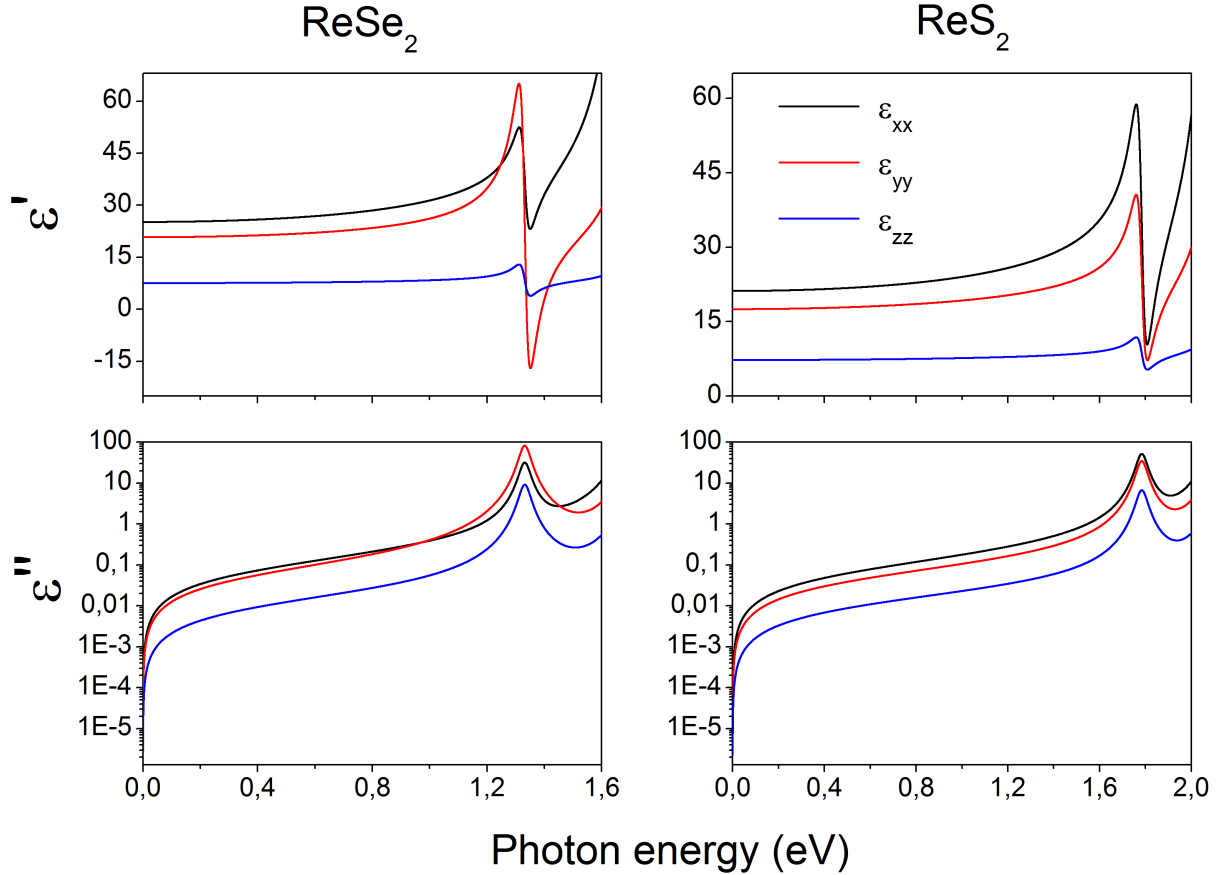 ReSe₂
ReS₂
ε'
60
45
30
15
0
-15
60
45
30
15
0
εxx
εyy
εzz
ε''
100
10
1
0,1
0,01
1E-3
1E-4
1E-5
100
10
1
0,1
0,01
1E-3
1E-4
1E-5
0,0 0,4 0,8 1,2 1,6
0,0 0,4 0,8 1,2 1,6 2,0
Photon energy (eV)